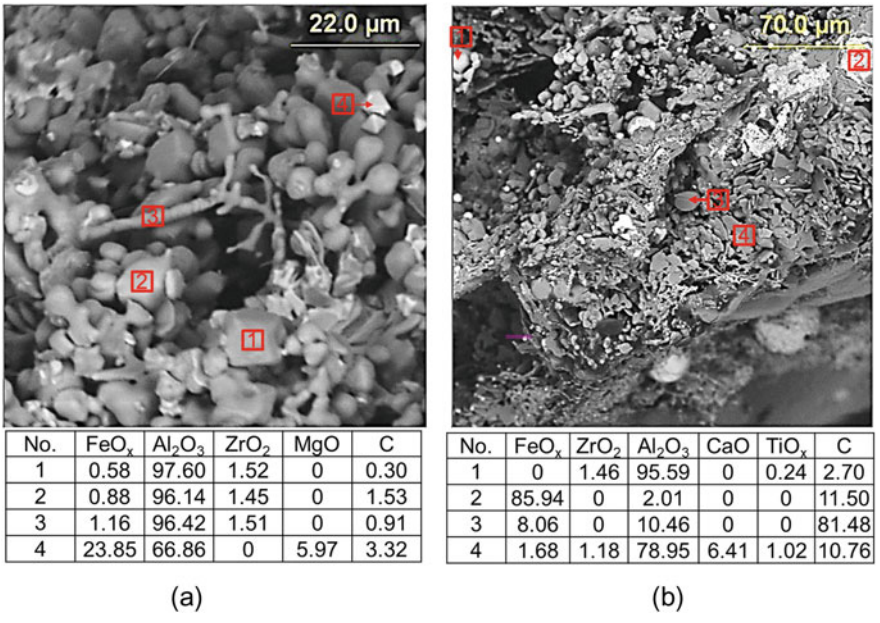 22.0 µm
4
3
2
1
70.0 µm
1
2
3
4
No. FeOx Al2O3 ZrO2 MgO C
1 0.58 97.60 1.52 0 0.30
2 0.88 96.14 1.45 0 1.53
3 1.16 96.42 1.51 0 0.91
4 23.85 66.86 0 5.97 3.32
No. FeOx ZrO2 Al2O3 CaO TiOx C
1 0 1.46 95.59 0 0.24 2.70
2 85.94 0 2.01 0 0 11.50
3 8.06 0 10.46 0 0 81.48
4 1.68 1.18 78.95 6.41 1.02 10.76
(a)
(b)